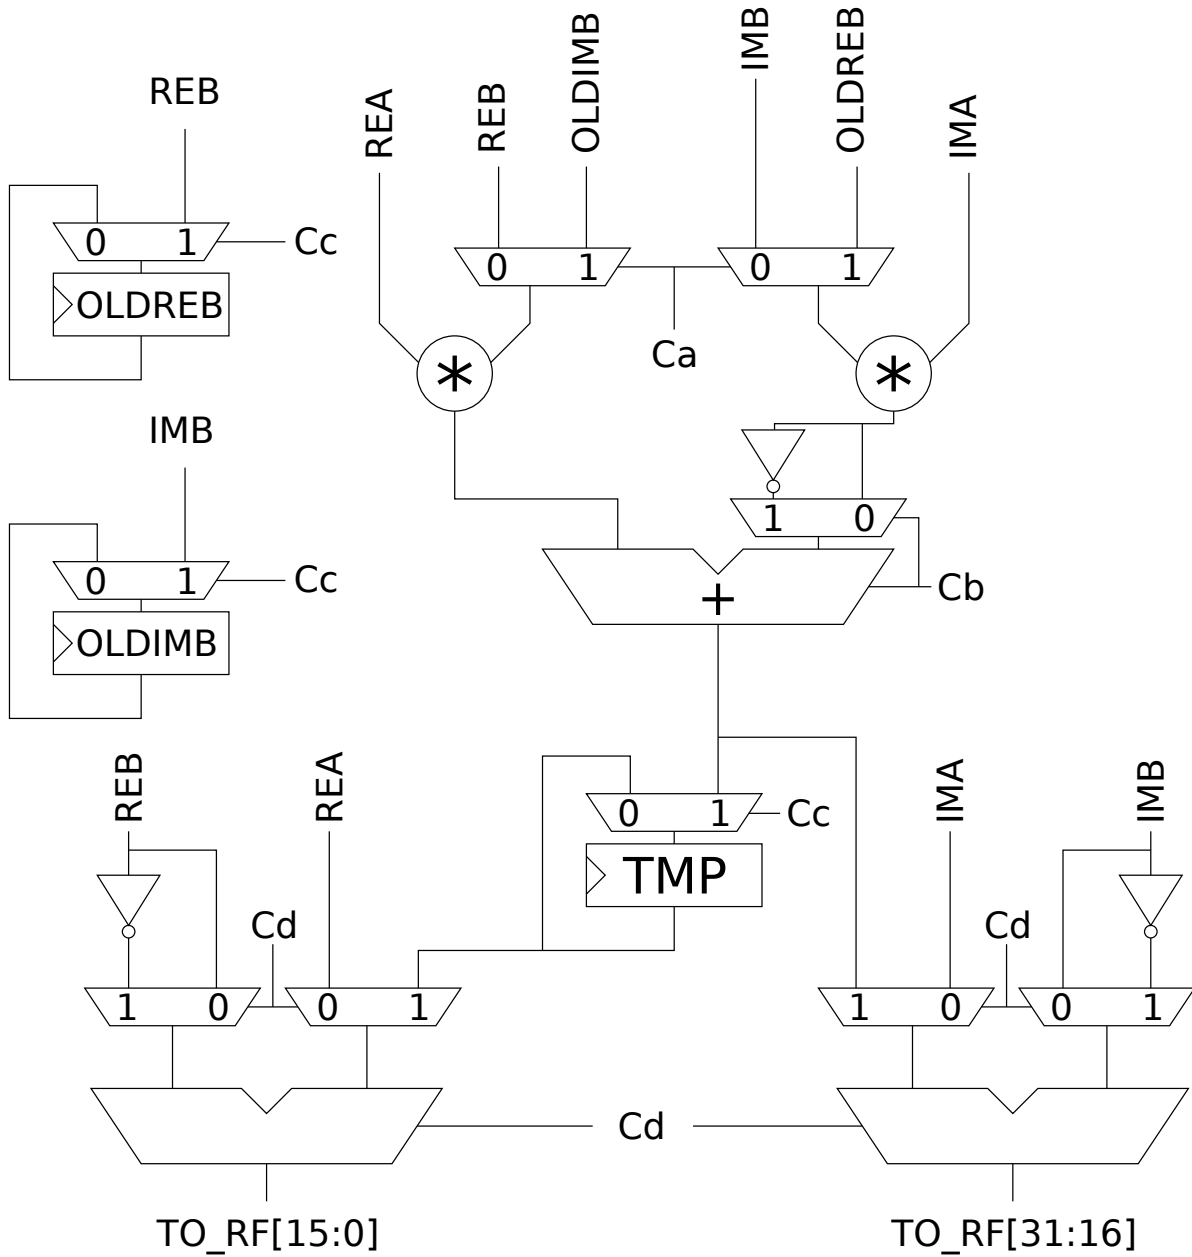 IMB
OLDREB
OLDIMB
REB
REB
REA
IMA
0 1
Cc
OLDREB
0 1
0 1
Ca
*
*
IMB
1 0
0 1
Cc
OLDIMB
+
Cb
REB
REA
IMA
IMB
0 1
Cc
TMP
Cd
Cd
1 0
0 1
1 0
0 1
Cd
TO_RF[15:0]
TO_RF[31:16]